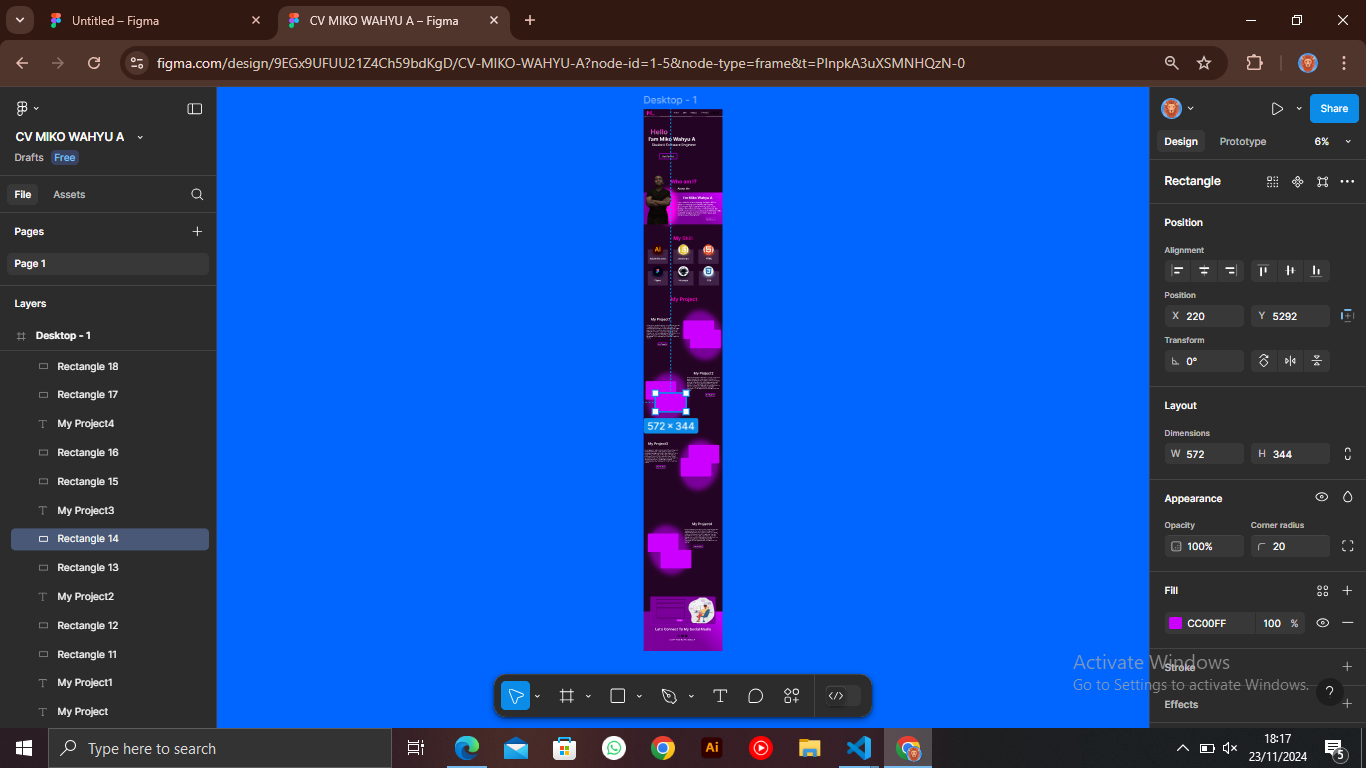 Untitled – Figma
CV MIKO WAHYU A – Figma
figma.com/design/9EGx9UFUU21Z4Ch59bdKgD/CV-MIKO-WAHYU-A?node-id=1-5&node-type=frame&t=PInpkA3uXSMNHQzN-0
CV MIKO WAHYU A
Drafts Free
File Assets
Pages
Page 1
Layers
Desktop - 1
Rectangle 18
Rectangle 17
My Project4
Rectangle 16
Rectangle 15
My Project3
Rectangle 14
Rectangle 13
My Project2
Rectangle 12
Rectangle 11
My Project1
My Project
Desktop - 1
Hello
I'am Miko Wahyu A
Student Software Engineer
Who am I?
About Me
I'm Miko Wahyu A
My Skill
Ai
My Project
My Project1
My Project2
572 × 344
My Project3
My Project4
Let's Connect To My Social Media
Share
Design Prototype 6%
Rectangle
Position
Alignment
Position
X 220 Y 5292
Transform
0°
Layout
Dimensions
W 572 H 344
Appearance
Opacity Corner radius
100% 20
Fill
CC00FF 100 %
Stroke
Effects
Activate Windows
Go to Settings to activate Windows.
?
Type here to search
Ai
18:17
23/11/2024
5